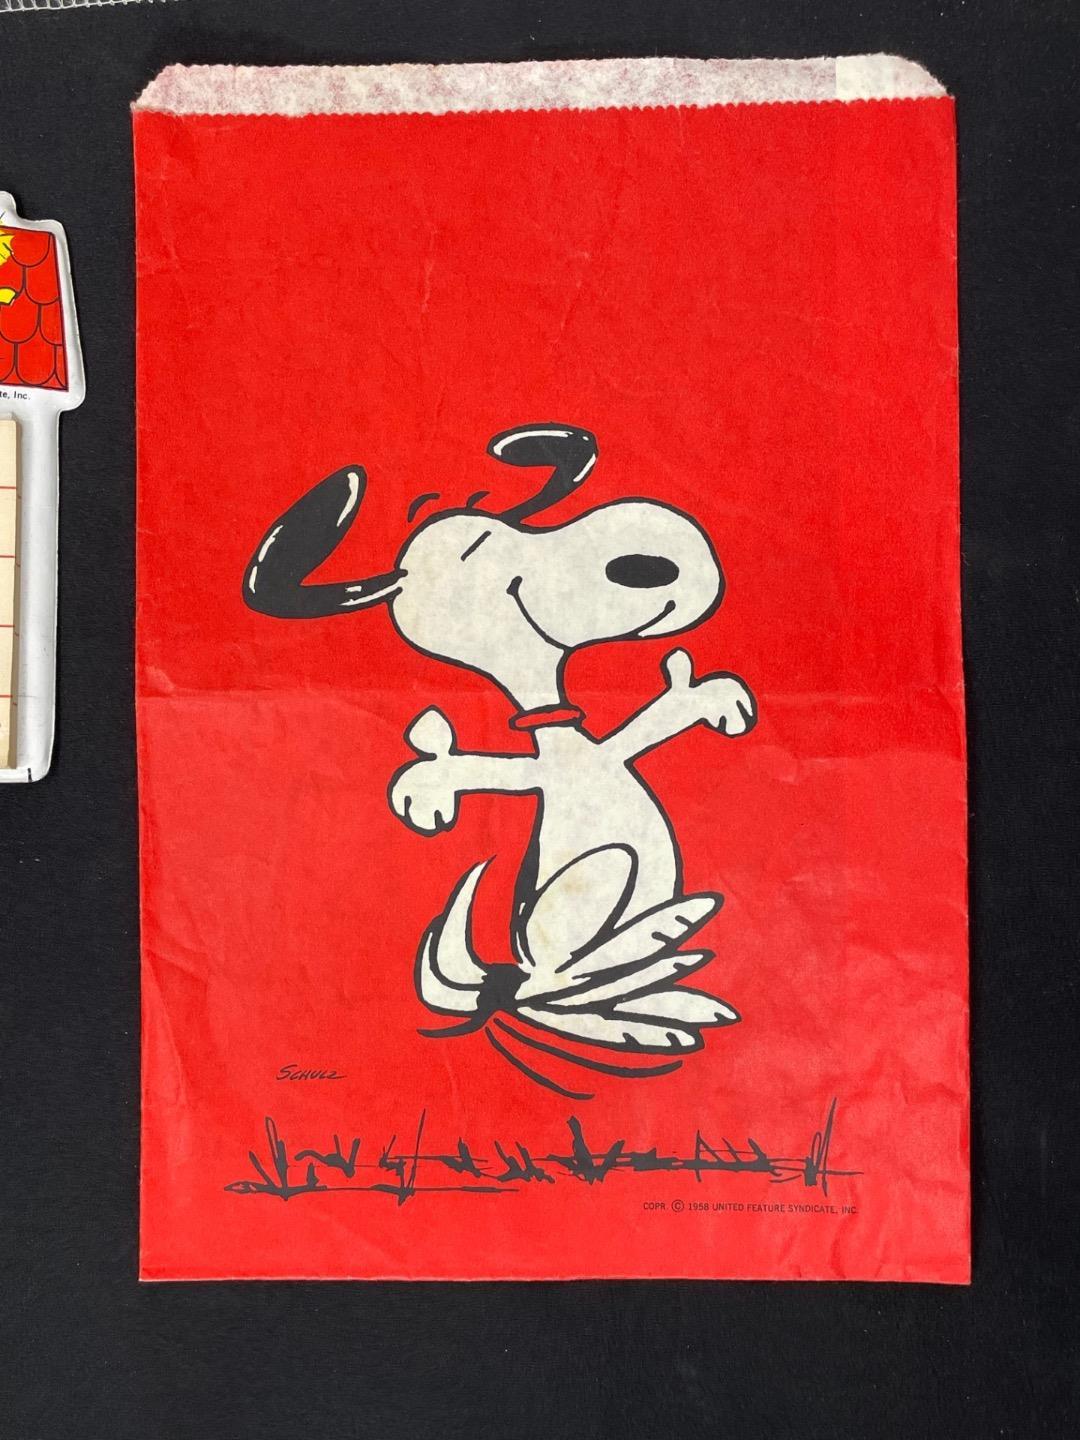 te, Inc.
SCHULZ
COPR. © 1958 UNITED FEATURE SYNDICATE, INC.